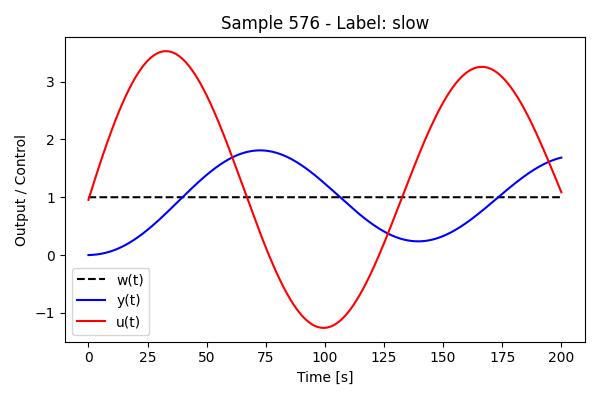 Sample 576 - Label: slow
Output / Control
3
2
1
0
−1
w(t)
y(t)
u(t)
0 25 50 75 100 125 150 175 200
Time [s]